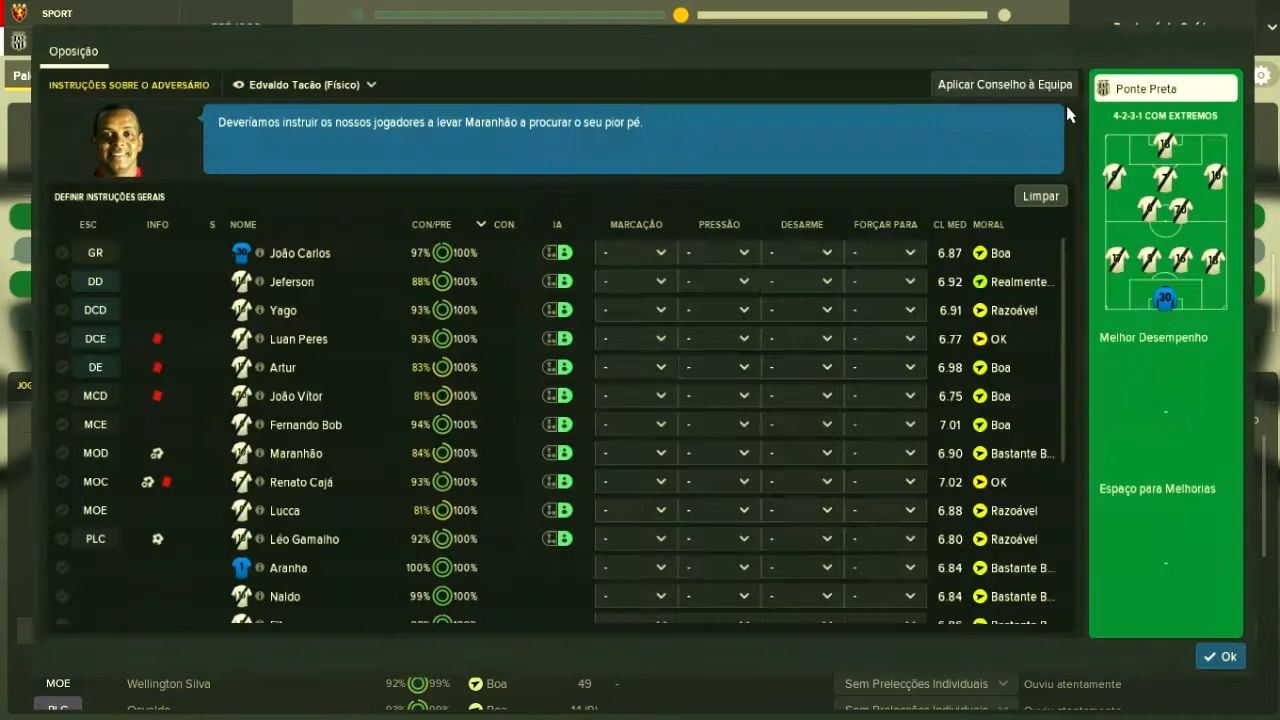 SPORT
Oposição
INSTRUÇÕES SOBRE O ADVERSÁRIO Edvaldo Tacão (Físico) Aplicar Conselho à Equipa
Deveríamos instruir os nossos jogadores a levar Maranhão a procurar o seu pior pé.
DEFINIR INSTRUÇÕES GERAIS Limpar
ESC INFO S NOME CON/PRE CON. IA MARCAÇÃO PRESSÃO DESARME FORÇAR PARA CL MED MORAL
GR 30 João Carlos 97% 100% - - - - 6.87 Boa
DD Jeferson 88% 100% - - - - 6.92 Realmente...
DCD Yago 93% 100% - - - - 6.91 Razoável
DCE Luan Peres 93% 100% - - - - 6.77 OK
DE Artur 83% 100% - - - - 6.98 Boa
MCD João Vítor 81% 100% - - - - 6.75 Boa
MCE Fernando Bob 94% 100% - - - - 7.01 Boa
MOD Maranhão 84% 100% - - - - 6.90 Bastante B...
MOC Renato Cajá 93% 100% - - - - 7.02 OK
MOE Lucca 81% 100% - - - - 6.88 Razoável
PLC Léo Gamalho 92% 100% - - - - 6.80 Razoável
1 Aranha 100% 100% - - - - 6.84 Bastante B...
Naldo 99% 100% - - - - 6.84 Bastante B...
Ponte Preta
4-2-3-1 COM EXTREMOS
30
Melhor Desempenho
-
Espaço para Melhorias
-
Ok
MOE Wellington Silva 92% 99% Boa 49 - Sem Prelecções Individuais Ouviu atentamente